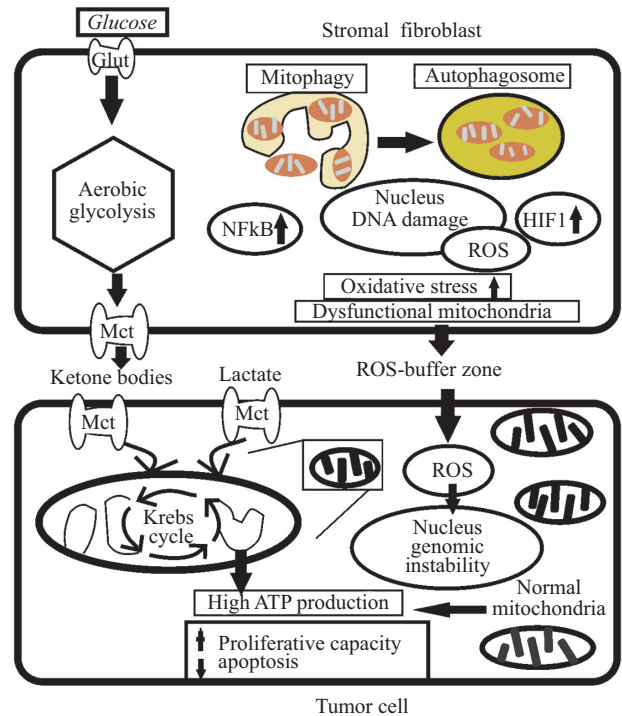 Glucose
Stromal fibroblast
Glut
Mitophagy
Autophagosome
Aerobic
glycolysis
Nucleus
DNA damage
NFkB
HIF1
ROS
Oxidative stress
Dysfunctional mitochondria
Mct
Ketone bodies
Lactate
ROS-buffer zone
Mct
Mct
ROS
Krebs
cycle
Nucleus
genomic
instability
Normal
mitochondria
High ATP production
Proliferative capacity
apoptosis
Tumor cell